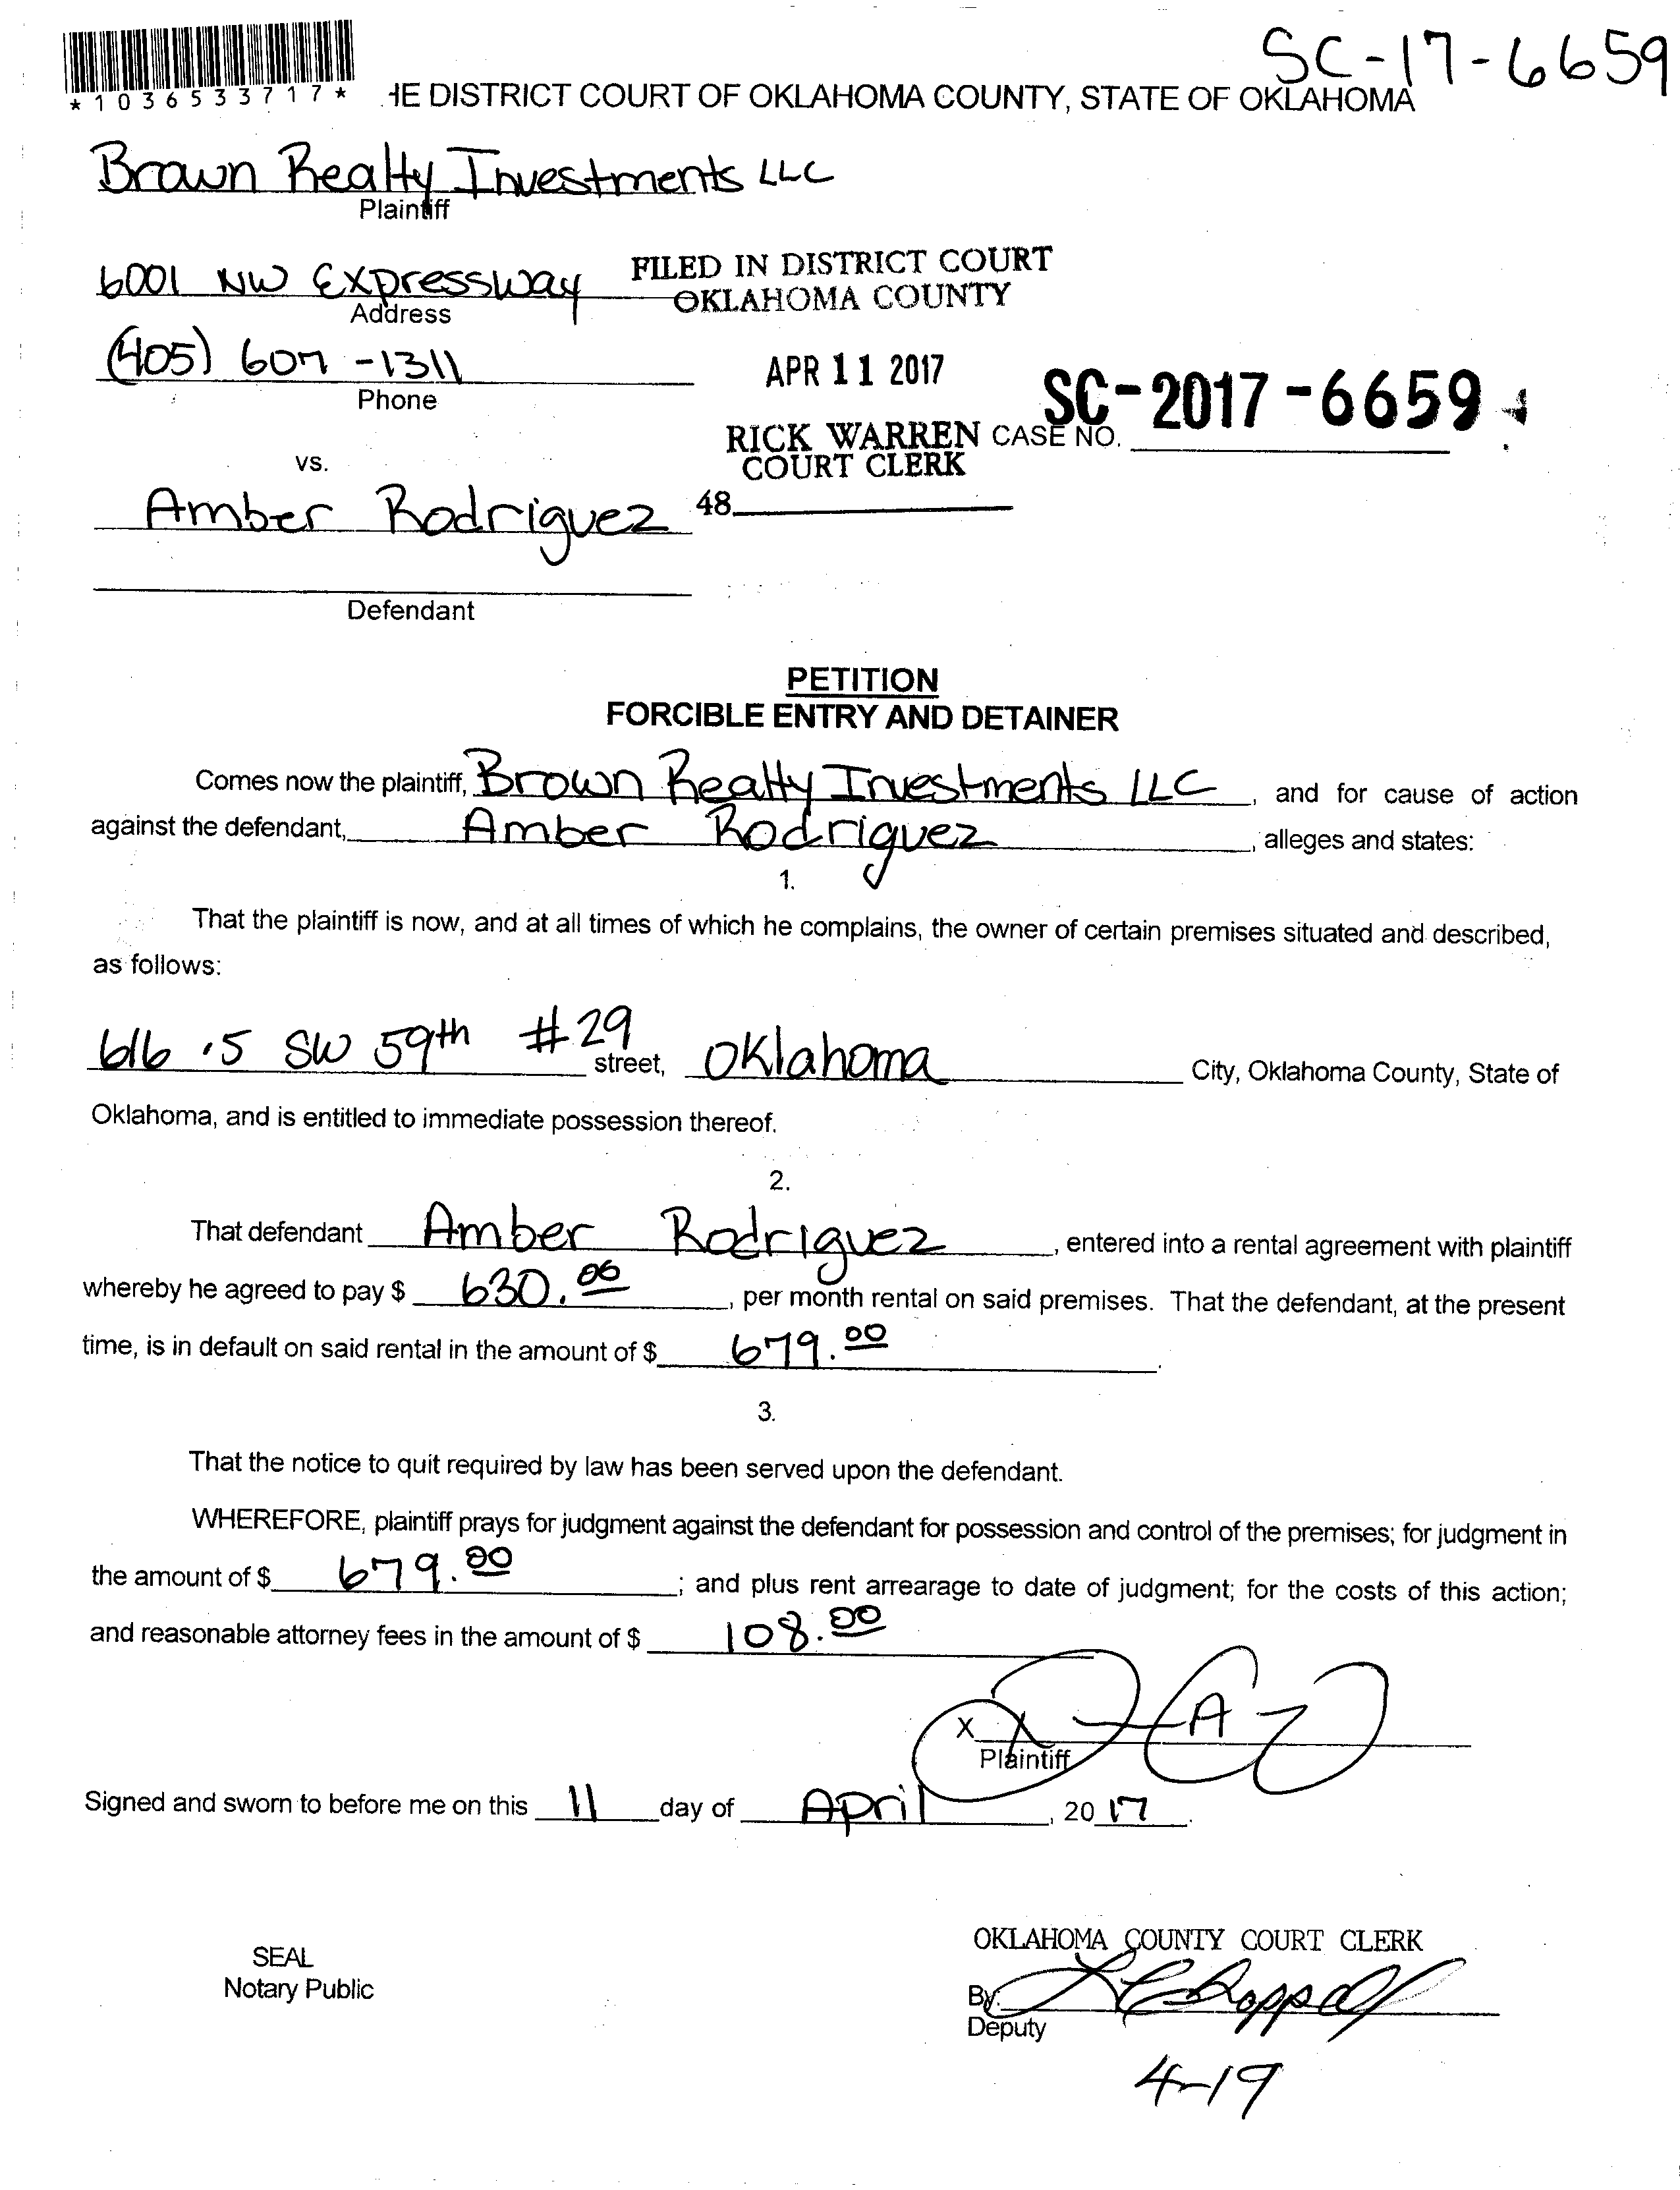 SC-17-6659
*1036533717* HE DISTRICT COURT OF OKLAHOMA COUNTY, STATE OF OKLAHOMA
Brown Realty Investments LLC
Plaintiff
6001 NW Expressway
Address
FILED IN DISTRICT COURT
OKLAHOMA COUNTY
(405) 607-1311
Phone
APR 11 2017
SC-2017-6659
RICK WARREN CASE NO.
COURT CLERK
vs.
48
Amber Rodriguez
Defendant
PETITION
FORCIBLE ENTRY AND DETAINER
Comes now the plaintiff, Brown Realty Investments LLC, and for cause of action
against the defendant, Amber Rodriguez, alleges and states:
1.
That the plaintiff is now, and at all times of which he complains, the owner of certain premises situated and described,
as follows:
616.5 SW 59th #29 street, Oklahoma City, Oklahoma County, State of
Oklahoma, and is entitled to immediate possession thereof.
2.
That defendant Amber Rodriguez, entered into a rental agreement with plaintiff
whereby he agreed to pay $ 630.00, per month rental on said premises. That the defendant, at the present
time, is in default on said rental in the amount of $ 679.00.
3.
That the notice to quit required by law has been served upon the defendant.
WHEREFORE, plaintiff prays for judgment against the defendant for possession and control of the premises; for judgment in
the amount of $ 679.00; and plus rent arrearage to date of judgment; for the costs of this action;
and reasonable attorney fees in the amount of $ 108.00
X
Plaintiff
Signed and sworn to before me on this 11 day of April, 2017.
SEAL
Notary Public
OKLAHOMA COUNTY COURT CLERK
By.
Deputy
4-19